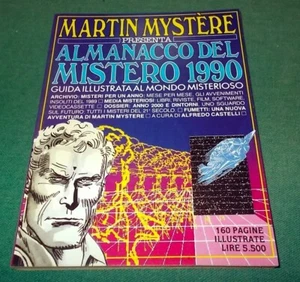 MARTIN MYSTÈRE
PRESENTA
ALMANACCO DEL
MISTERO 1990
GUIDA ILLUSTRATA AL MONDO MISTERIOSO
ARCHIVIO: MISTERI PER UN ANNO: MESE PER MESE, GLI AVVENIMENTI
INSOLITI DEL 1989 □ MEDIA MISTERIOSI: LIBRI, RIVISTE, FILM, SOFTWARE,
VIDEOCASSETTE □ DOSSIER: ANNO 2000 E DINTORNI. UNO SGUARDO
SUL FUTURO: TUTTI I MISTERI DEL 21° SECOLO □ FUMETTI: UNA NUOVA
AVVENTURA DI MARTIN MYSTÈRE □ A CURA DI ALFREDO CASTELLI
160 PAGINE
ILLUSTRATE
LIRE 5.500